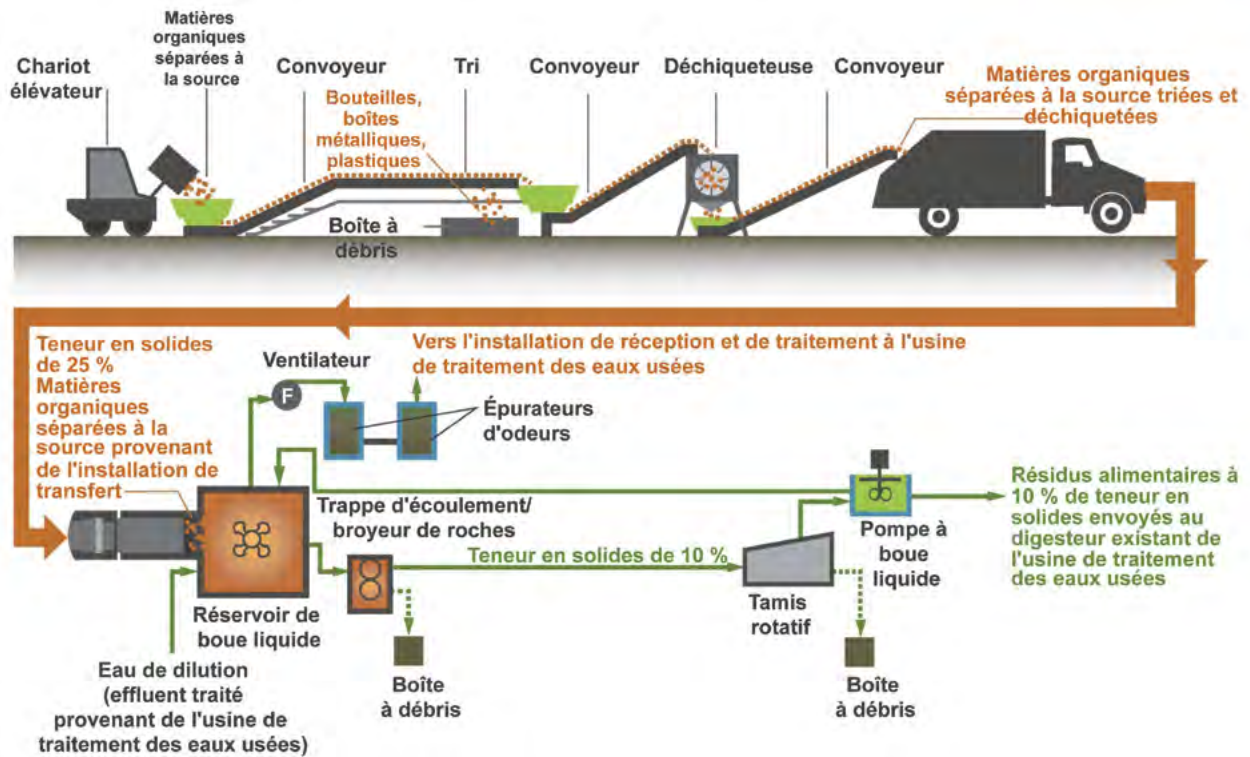 Matières
organiques
séparées à
la source
Chariot
élévateur
Convoyeur
Tri
Convoyeur
Déchiqueteuse
Convoyeur
Matières organiques
séparées à la source triées et
déchiquetées
Bouteilles,
boîtes
métalliques,
plastiques
Boîte à
débris
Teneur en solides
de 25 %
Matières
organiques
séparées à la
source provenant
de l'installation de
transfert
Ventilateur
F
Vers l'installation de réception et de traitement à l'usine
de traitement des eaux usées
Épurateurs
d'odeurs
Trappe d'écoulement/
broyeur de roches
Teneur en solides de 10 %
Pompe à
boue
liquide
Résidus alimentaires à
10 % de teneur en
solides envoyés au
digesteur existant de
l'usine de traitement
des eaux usées
Réservoir de
boue liquide
Tamis
rotatif
Eau de dilution
(effluent traité
provenant de l'usine de
traitement des eaux usées)
Boîte
à débris
Boîte
à débris